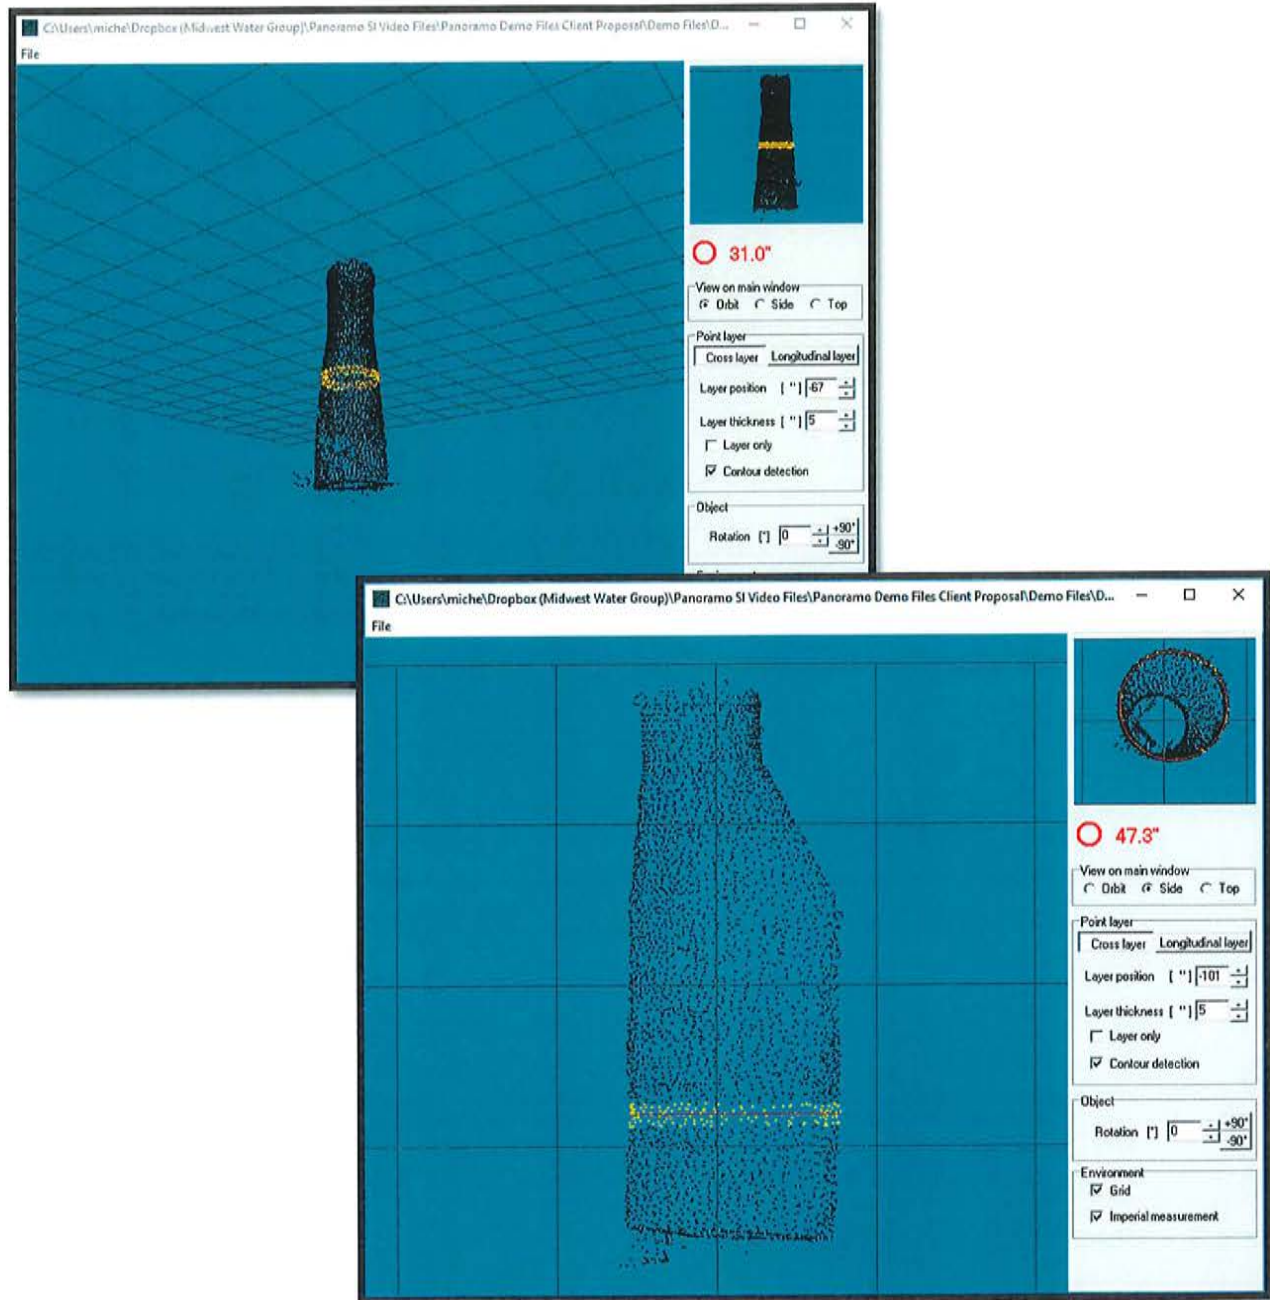 C:\Users\miche\Dropbox (Midwest Water Group)\Panoramo SI Video Files\Panoramo Demo Files Client Proposal\Demo Files\D...
File
31.0"
View on main window
Orbit Side Top
Point layer
Cross layer Longitudinal layer
Layer position [ "] -67
Layer thickness [ "] 5
Layer only
Contour detection
Object
Rotation [°] 0 +90°
-90°
C:\Users\miche\Dropbox (Midwest Water Group)\Panoramo SI Video Files\Panoramo Demo Files Client Proposal\Demo Files\D...
File
47.3"
View on main window
Orbit Side Top
Point layer
Cross layer Longitudinal layer
Layer position [ "] -101
Layer thickness [ "] 5
Layer only
Contour detection
Object
Rotation [°] 0 +90°
-90°
Environment
Grid
Imperial measurement